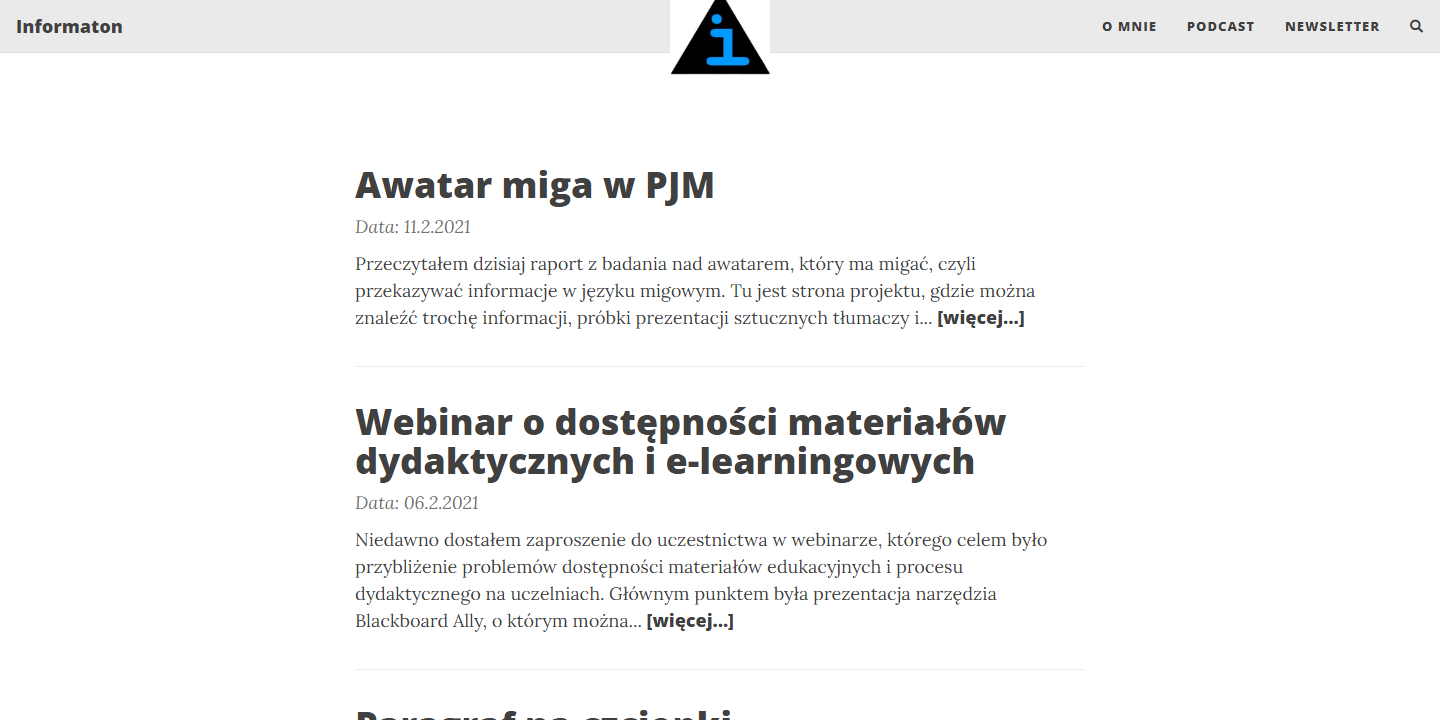 Informaton
i
O MNIE
PODCAST
NEWSLETTER
Awatar miga w PJM
Data: 11.2.2021
Przeczytałem dzisiaj raport z badania nad awatarem, który ma migać, czyli
przekazywać informacje w języku migowym. Tu jest strona projektu, gdzie można
znaleźć trochę informacji, próbki prezentacji sztucznych tłumaczy i... [więcej...]
Webinar o dostępności materiałów
dydaktycznych i e-learningowych
Data: 06.2.2021
Niedawno dostałem zaproszenie do uczestnictwa w webinarze, którego celem było
przybliżenie problemów dostępności materiałów edukacyjnych i procesu
dydaktycznego na uczelniach. Głównym punktem była prezentacja narzędzia
Blackboard Ally, o którym można... [więcej...]
Paragraf na czcionki